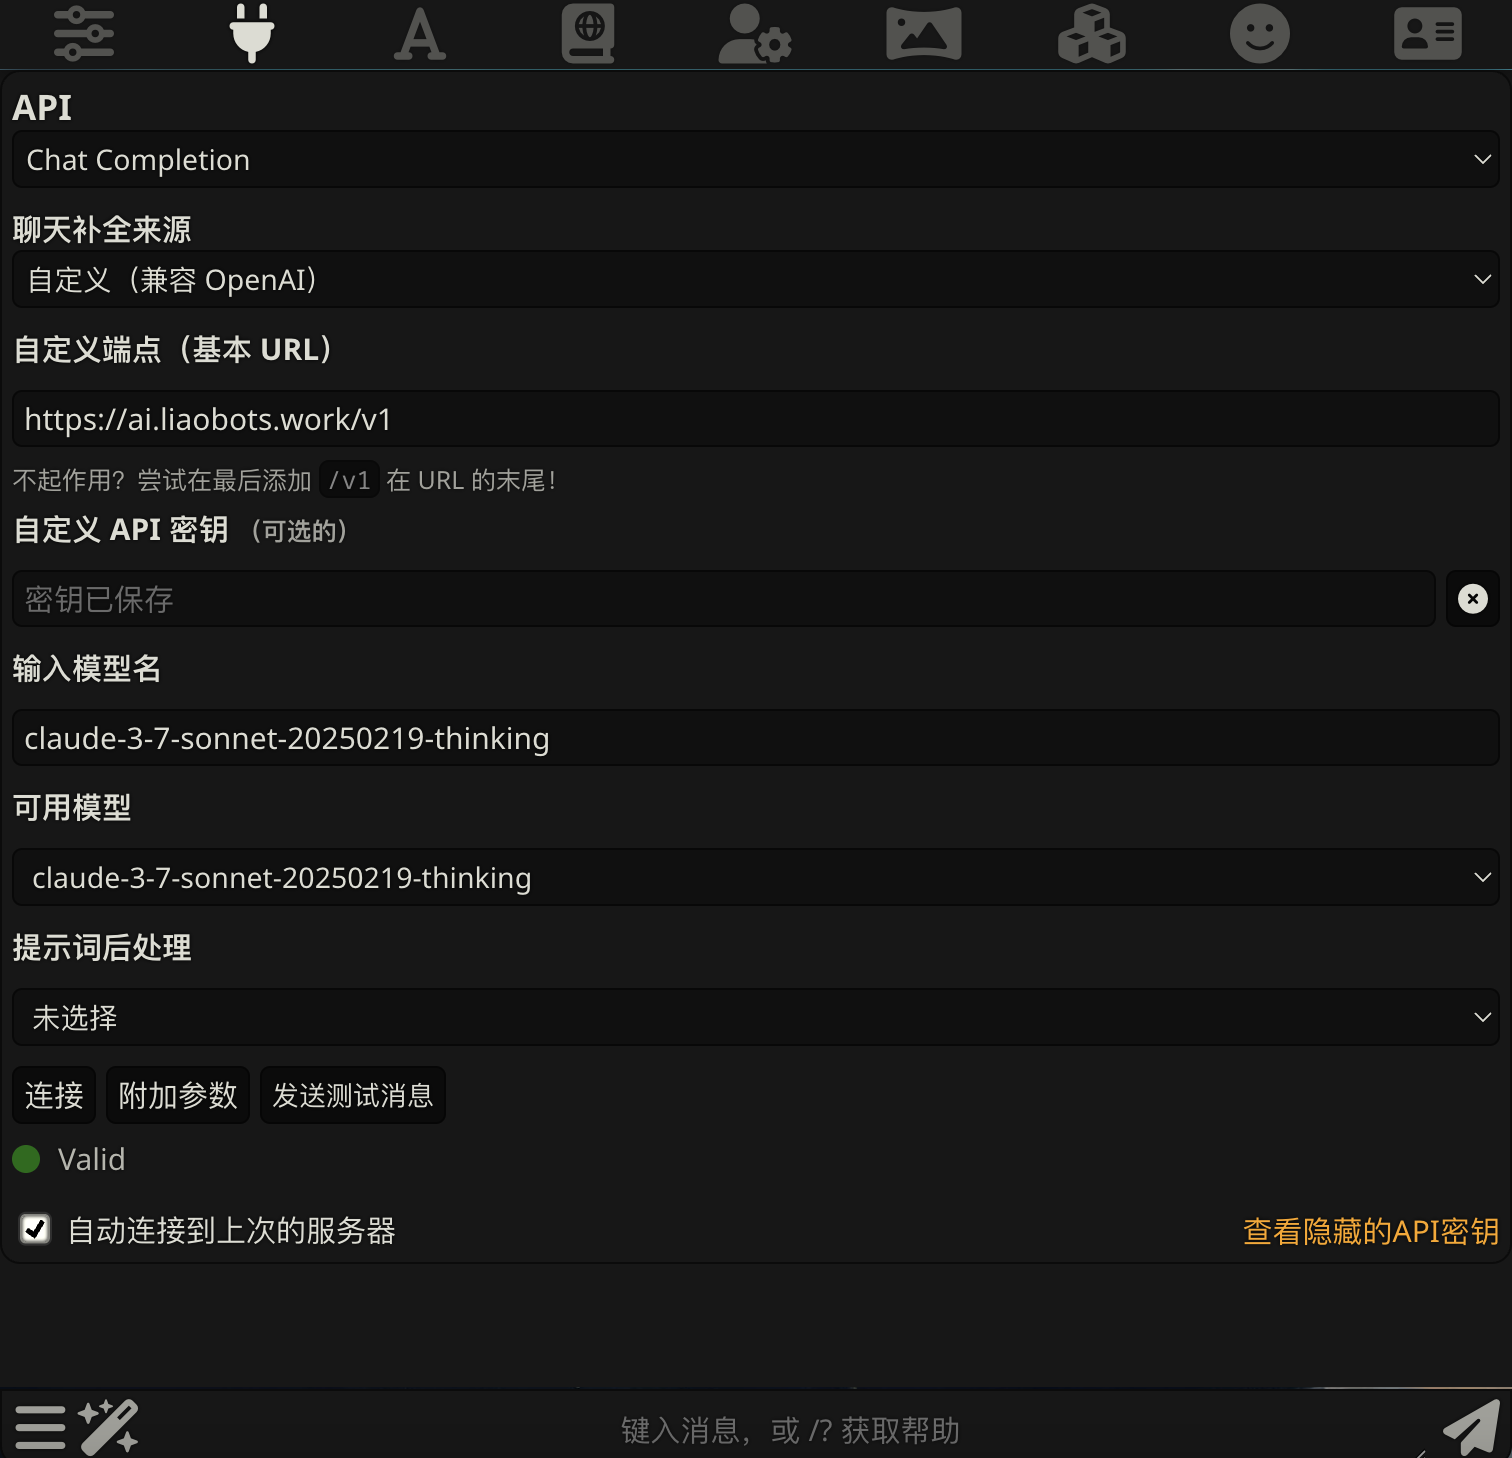 API
Chat Completion
聊天补全来源
自定义（兼容 OpenAI）
自定义端点（基本 URL）
https://ai.liaobots.work/v1
不起作用？尝试在最后添加 /v1 在 URL 的末尾！
自定义 API 密钥 （可选的）
密钥已保存
输入模型名
claude-3-7-sonnet-20250219-thinking
可用模型
claude-3-7-sonnet-20250219-thinking
提示词后处理
未选择
连接 附加参数 发送测试消息
Valid
自动连接到上次的服务器 查看隐藏的API密钥
键入消息，或 /? 获取帮助